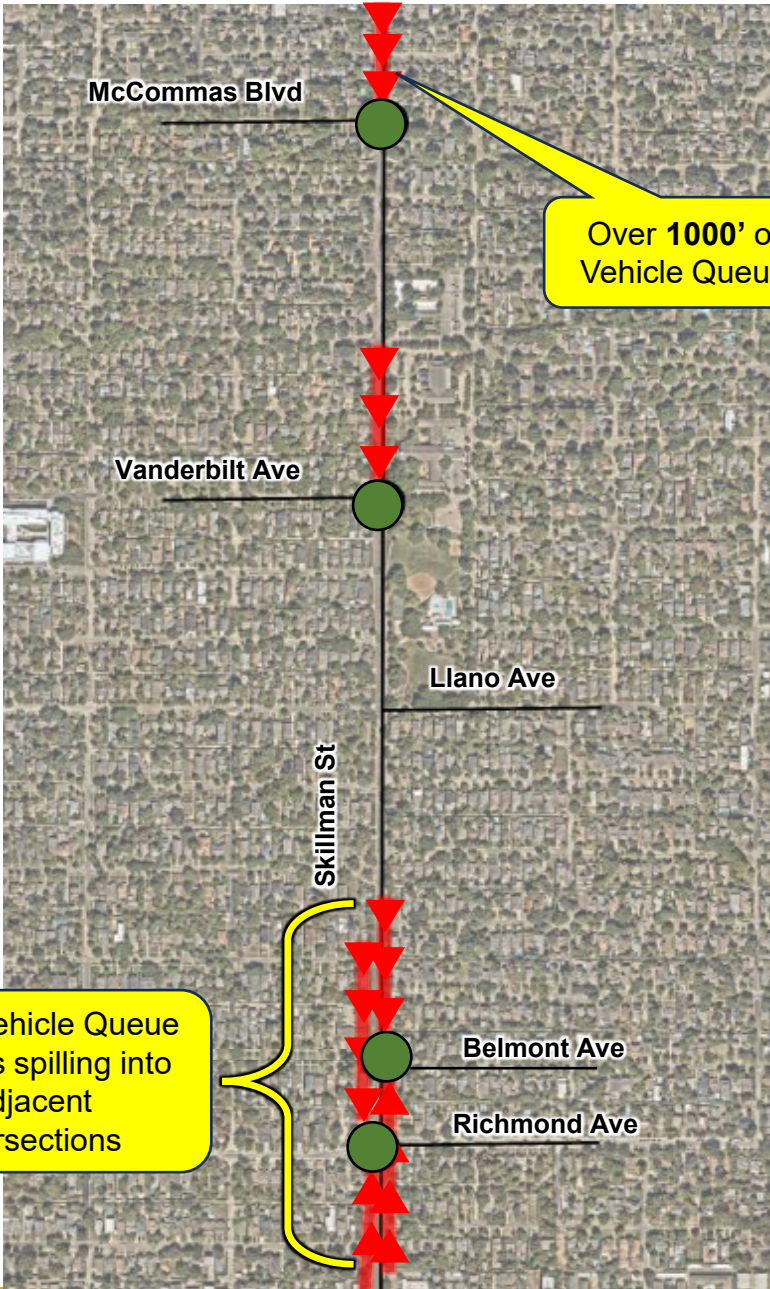 McCommas Blvd
Over 1000’ o
Vehicle Queu
Vanderbilt Ave
Llano Ave
Skillman St
ehicle Queue
s spilling into
djacent
rsections
Belmont Ave
Richmond Ave